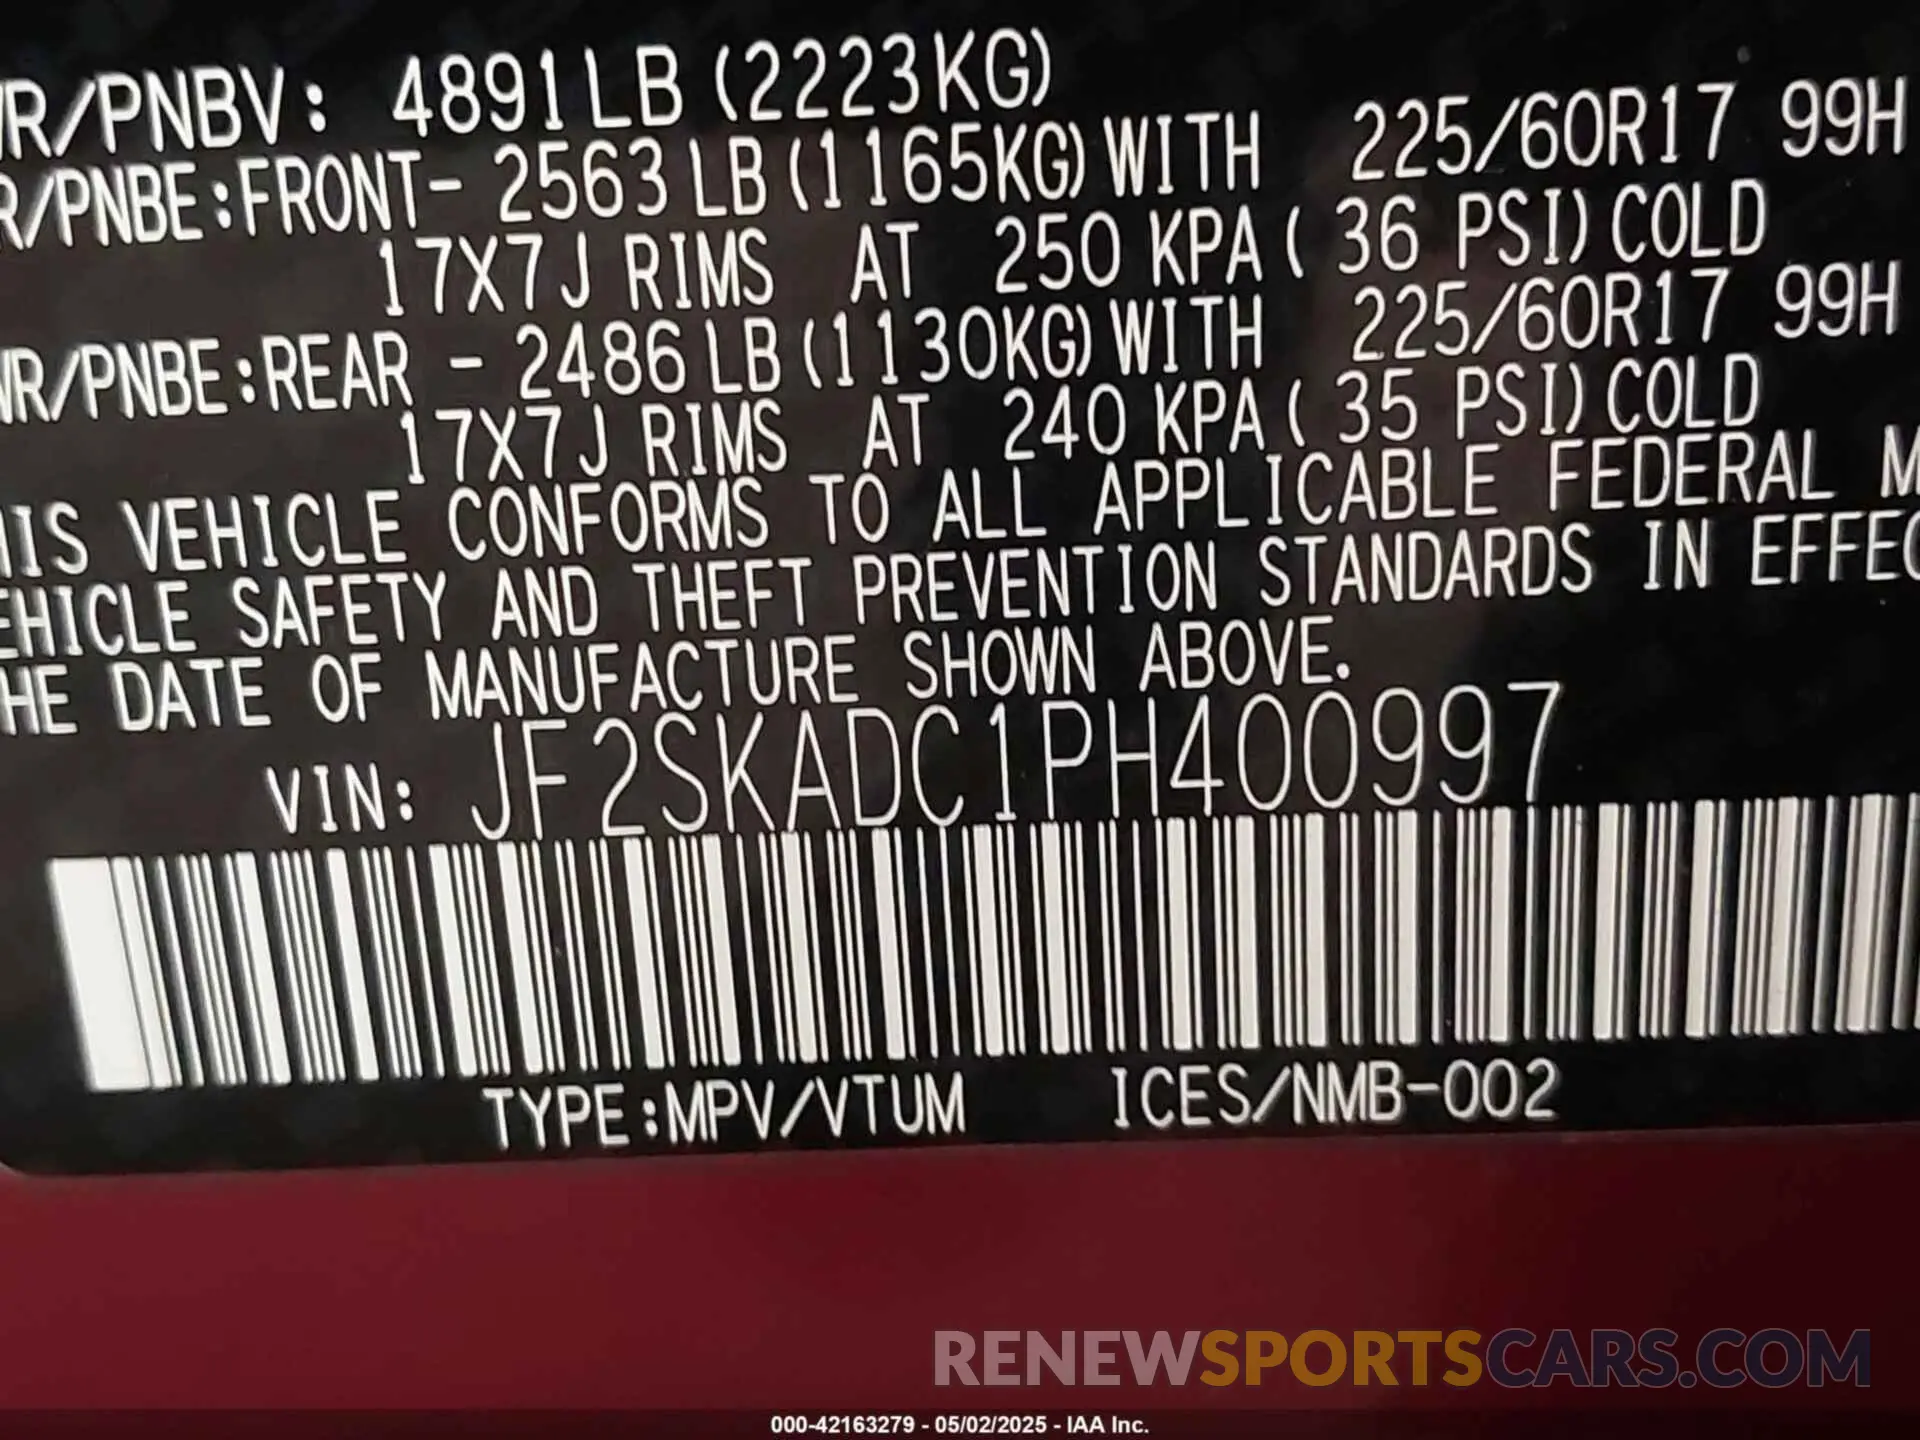 WR/PNBV: 4891LB (2223KG)
R/PNBE:FRONT- 2563 LB (1165KG) WITH 225/60R17 99H
17X7J RIMS AT 250 KPA ( 36 PSI) COLD
WR/PNBE:REAR - 2486 LB (1130KG) WITH 225/60R17 99H
17X7J RIMS AT 240 KPA ( 35 PSI) COLD
HIS VEHICLE CONFORMS TO ALL APPLICABLE FEDERAL M
EHICLE SAFETY AND THEFT PREVENTION STANDARDS IN EFFEC
HE DATE OF MANUFACTURE SHOWN ABOVE.
VIN: JF2SKADC1PH400997
TYPE:MPV/VTUM ICES/NMB-002
RENEWSPORTSCARS.COM
000-42163279 - 05/02/2025 - IAA Inc.